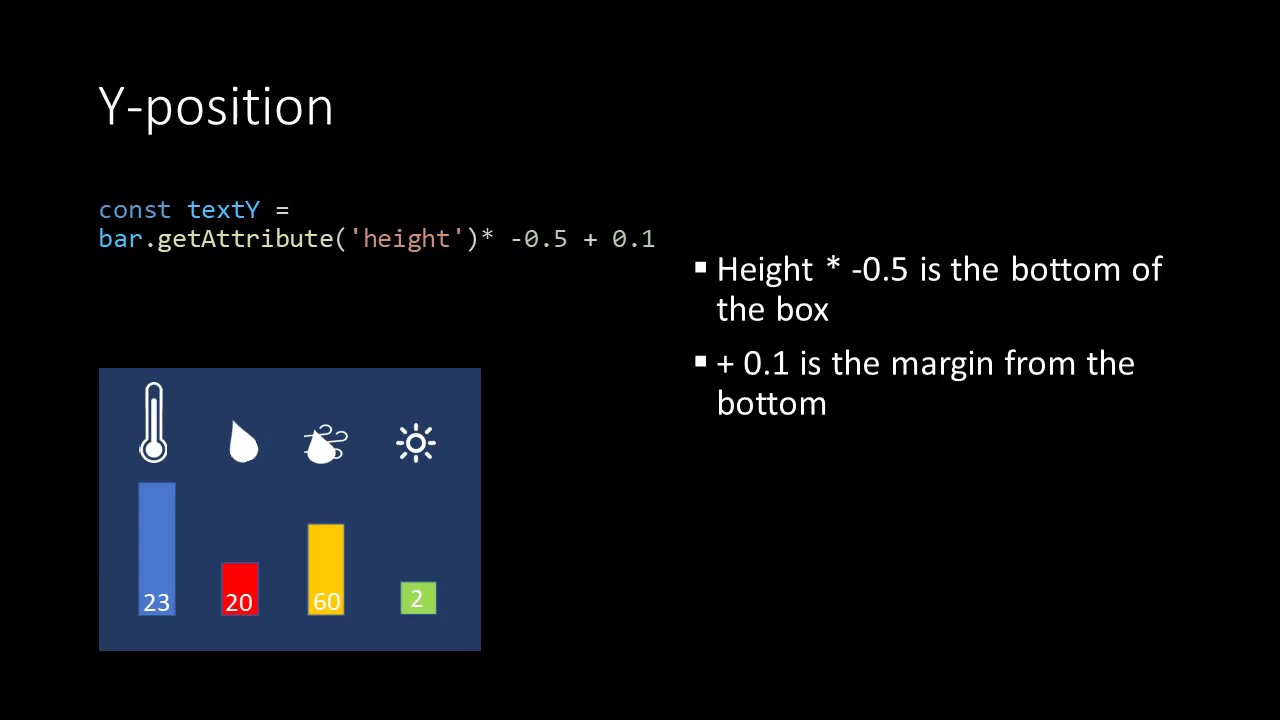 Y-position
const textY =
bar.getAttribute('height')* -0.5 + 0.1
▪ Height * -0.5 is the bottom of
the box
▪ + 0.1 is the margin from the
bottom
23 20 60 2